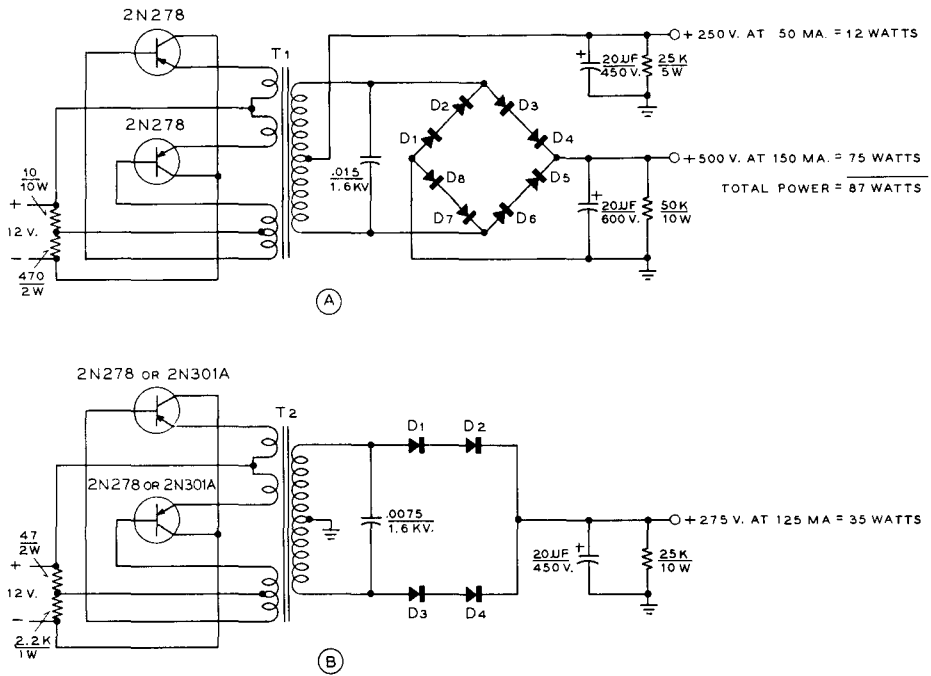 2N278
T1
2N278
10
10W
+
12 V.
−
470
2W
.015
1.6KV
D1
D2
D3
D4
D5
D6
D7
D8
+
20UF
450V.
25K
5W
+250V. AT 50 MA. = 12 WATTS
+500V. AT 150 MA. = 75 WATTS
TOTAL POWER = 87 WATTS
+
20UF
600V.
50K
10W
A
2N278 OR 2N301A
T2
2N278 OR 2N301A
47
2W
+
12 V.
−
2.2K
1W
.0075
1.6 KV.
D1
D2
D3
D4
+
20UF
450V.
25K
10W
+275V. AT 125 MA = 35 WATTS
B